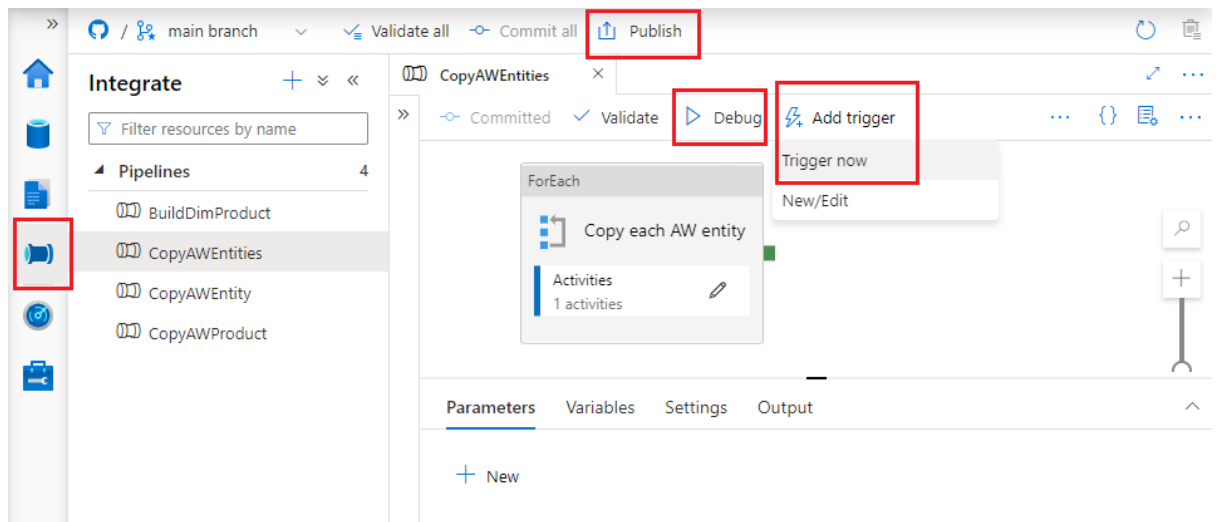 / main branch Validate all Commit all Publish
Integrate
Filter resources by name
Pipelines 4
BuildDimProduct
CopyAWEntities
CopyAWEntity
CopyAWProduct
CopyAWEntities
Committed Validate Debug Add trigger {}
Trigger now
New/Edit
ForEach
Copy each AW entity
Activities
1 activities
Parameters Variables Settings Output
New